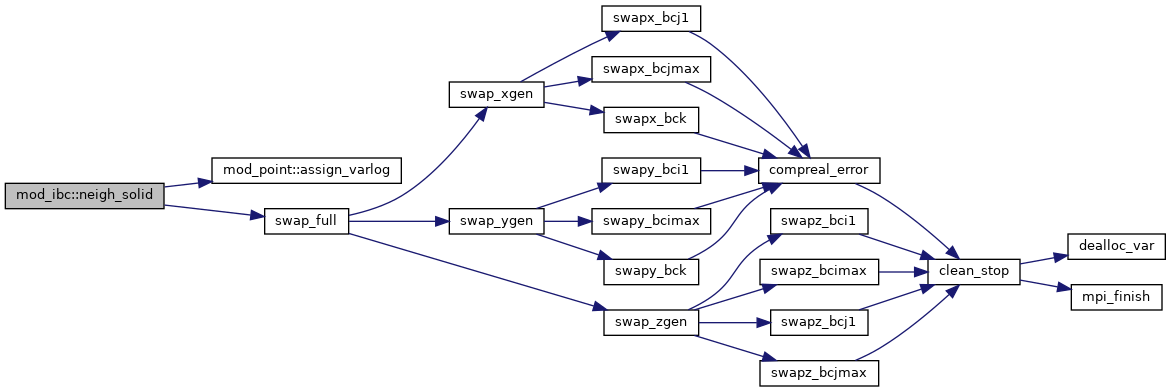 mod_ibc::neigh_solid
mod_point::assign_varlog
swap_full
swap_xgen
swap_ygen
swap_zgen
swapx_bcj1
swapx_bcjmax
swapx_bck
swapy_bci1
swapy_bcimax
swapy_bck
compreal_error
swapz_bci1
swapz_bcimax
swapz_bcj1
swapz_bcjmax
clean_stop
dealloc_var
mpi_finish